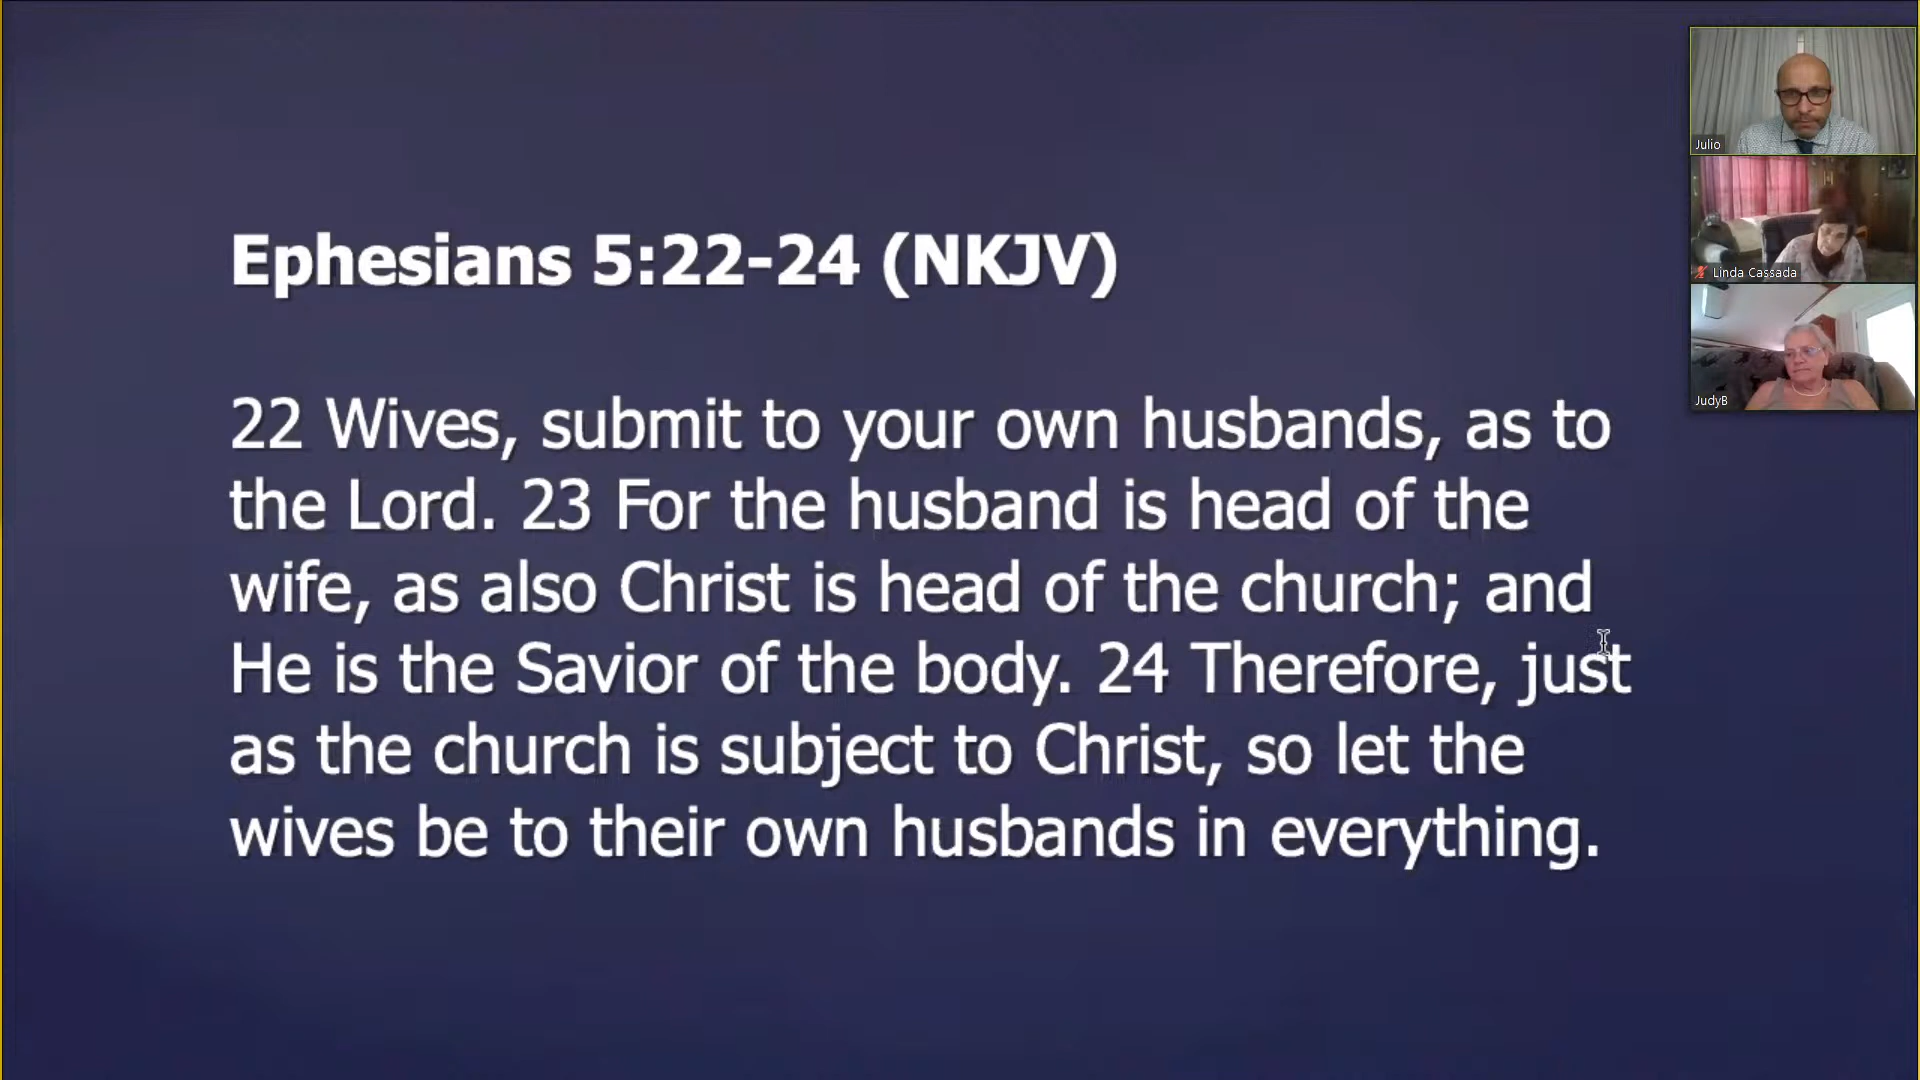 Ephesians 5:22-24 (NKJV)
22 Wives, submit to your own husbands, as to
the Lord. 23 For the husband is head of the
wife, as also Christ is head of the church; and
He is the Savior of the body. 24 Therefore, just
as the church is subject to Christ, so let the
wives be to their own husbands in everything.
Julio
Linda Cassada
JudyB